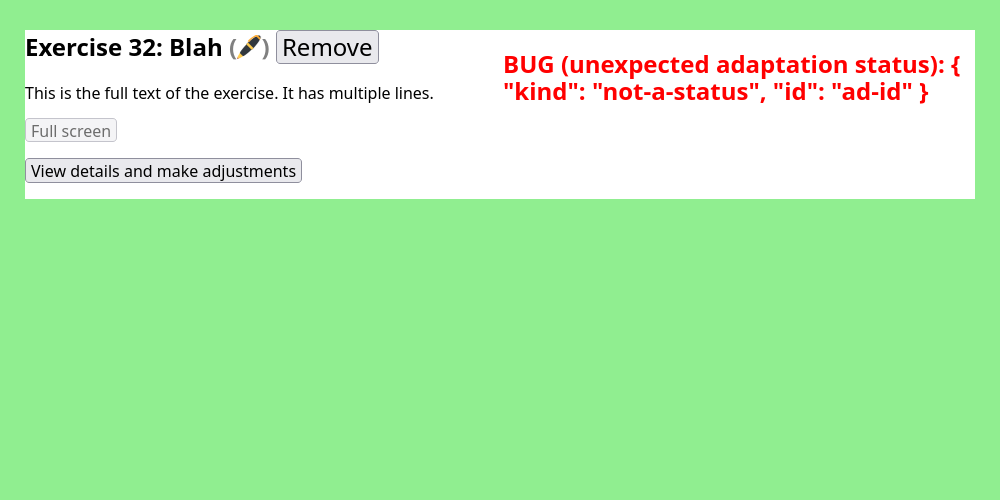 Exercise 32: Blah (🖋️) Remove
This is the full text of the exercise. It has multiple lines.
Full screen
View details and make adjustments
BUG (unexpected adaptation status): {
"kind": "not-a-status", "id": "ad-id" }